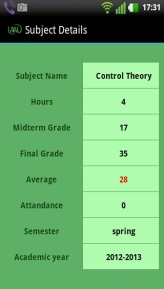 17:31
Subject Details
Subject Name Control Theory
Hours 4
Midterm Grade 17
Final Grade 35
Average 28
Attandance 0
Semester spring
Academic year 2012-2013